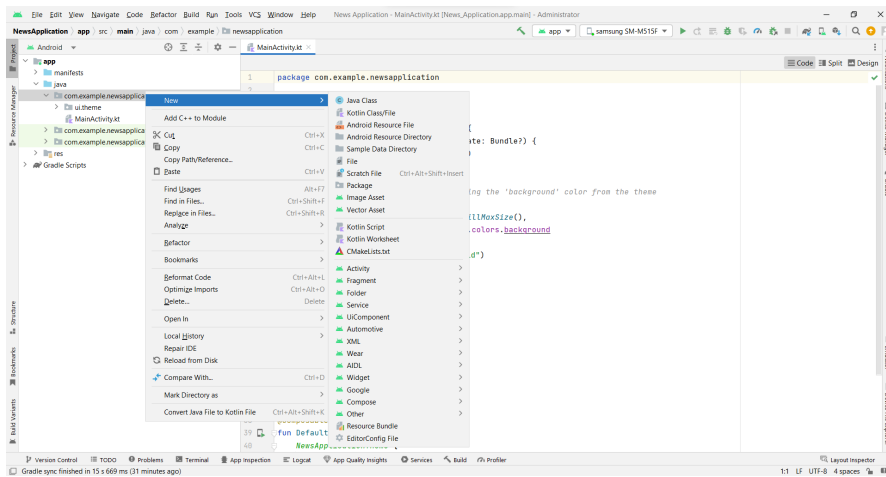 File Edit View Navigate Code Refactor Build Run Tools VCS Window Help News Application - MainActivity.kt [News_Application.app.main] - Administrator
NewsApplication app src main java com example newsapplication
app samsung SM-M515F
Project
Android
MainActivity.kt
Code Split Design
app
manifests
java
com.example.newsapplica
ui.theme
MainActivity.kt
com.example.newsapplica
com.example.newsapplica
res
Gradle Scripts
Resource Manager
Structure
Bookmarks
Build Variants
1 package com.example.newsapplication
ate: Bundle?) {
ing the 'background' color from the theme
illMaxSize(),
.colors.background
.d")
39 fun Default
40 NewsApp
New
Add C++ to Module
Cut Ctrl+X
Copy Ctrl+C
Copy Path/Reference...
Paste Ctrl+V
Find Usages Alt+F7
Find in Files... Ctrl+Shift+F
Replace in Files... Ctrl+Shift+R
Analyze
Refactor
Bookmarks
Reformat Code Ctrl+Alt+L
Optimize Imports Ctrl+Alt+O
Delete... Delete
Open In
Local History
Repair IDE
Reload from Disk
Compare With... Ctrl+D
Mark Directory as
Convert Java File to Kotlin File Ctrl+Alt+Shift+K
Java Class
Kotlin Class/File
Android Resource File
Android Resource Directory
Sample Data Directory
File
Scratch File Ctrl+Alt+Shift+Insert
Package
Image Asset
Vector Asset
Kotlin Script
Kotlin Worksheet
CMakeLists.txt
Activity
Fragment
Folder
Service
UiComponent
Automotive
XML
Wear
AIDL
Widget
Google
Compose
Other
Resource Bundle
EditorConfig File
Version Control TODO Problems Terminal App Inspection Logcat App Quality Insights Services Build Profiler Layout Inspector
Gradle sync finished in 15 s 669 ms (31 minutes ago) 1:1 LF UTF-8 4 spaces